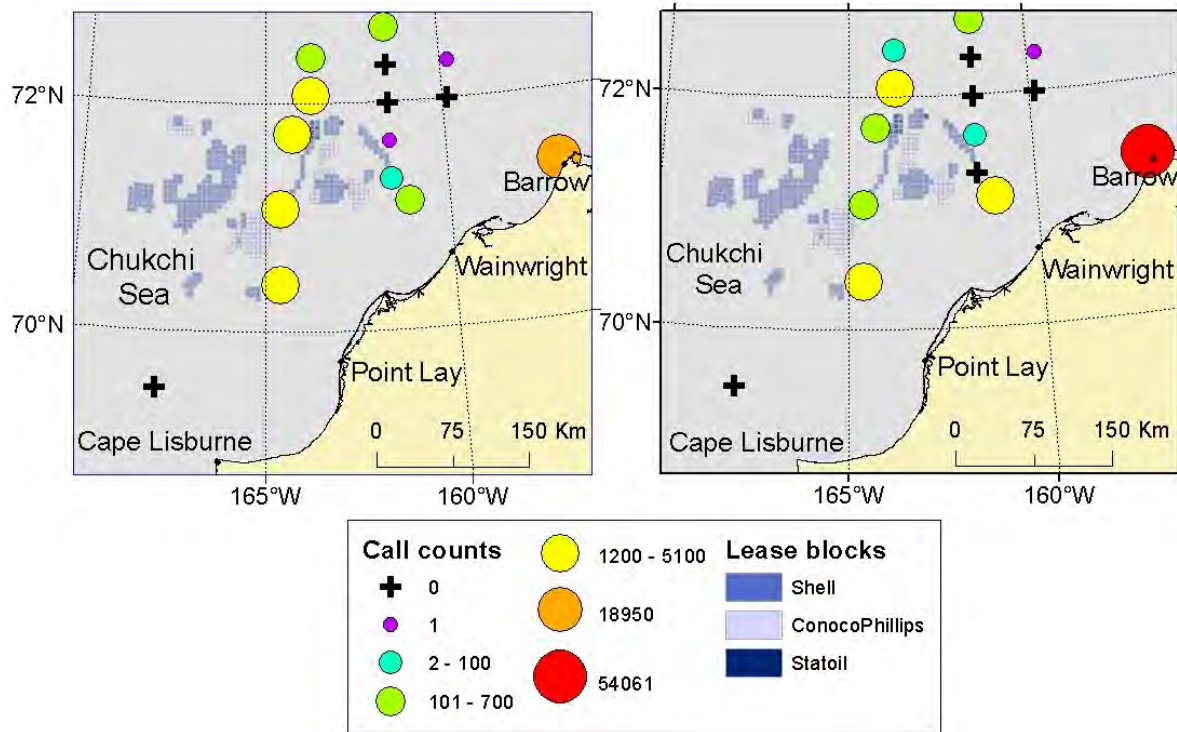 72°N
Barrow
Chukchi
Sea
Wainwright
70°N
Point Lay
0 75 150 Km
Cape Lisburne
165°W 160°W
72°N
Barrow
Chukchi
Sea
Wainwright
70°N
Point Lay
0 75 150 Km
Cape Lisburne
165°W 160°W
Call counts
0
1
2 - 100
101 - 700
1200 - 5100
18950
54061
Lease blocks
Shell
ConocoPhillips
Statoil